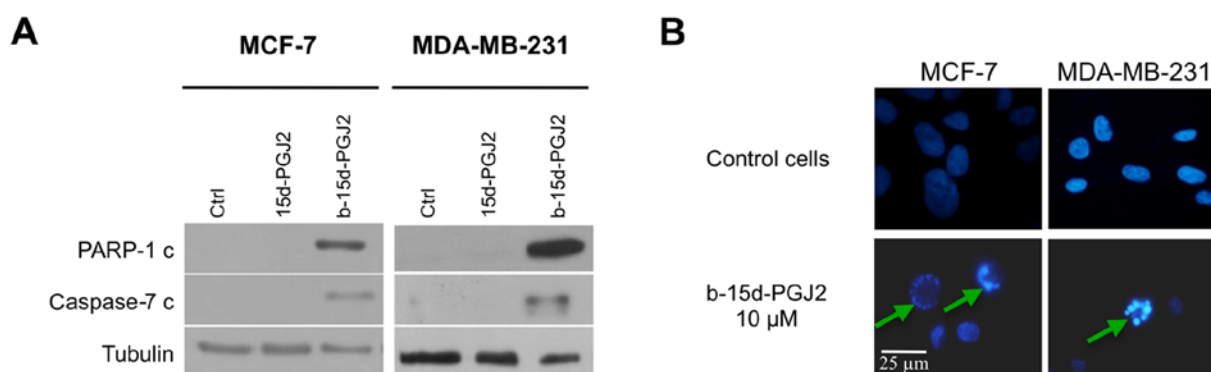 A
MCF-7
MDA-MB-231
Ctrl
15d-PGJ2
b-15d-PGJ2
Ctrl
15d-PGJ2
b-15d-PGJ2
PARP-1 c
Caspase-7 c
Tubulin
B
MCF-7
MDA-MB-231
Control cells
b-15d-PGJ2
10 µM
25 µm